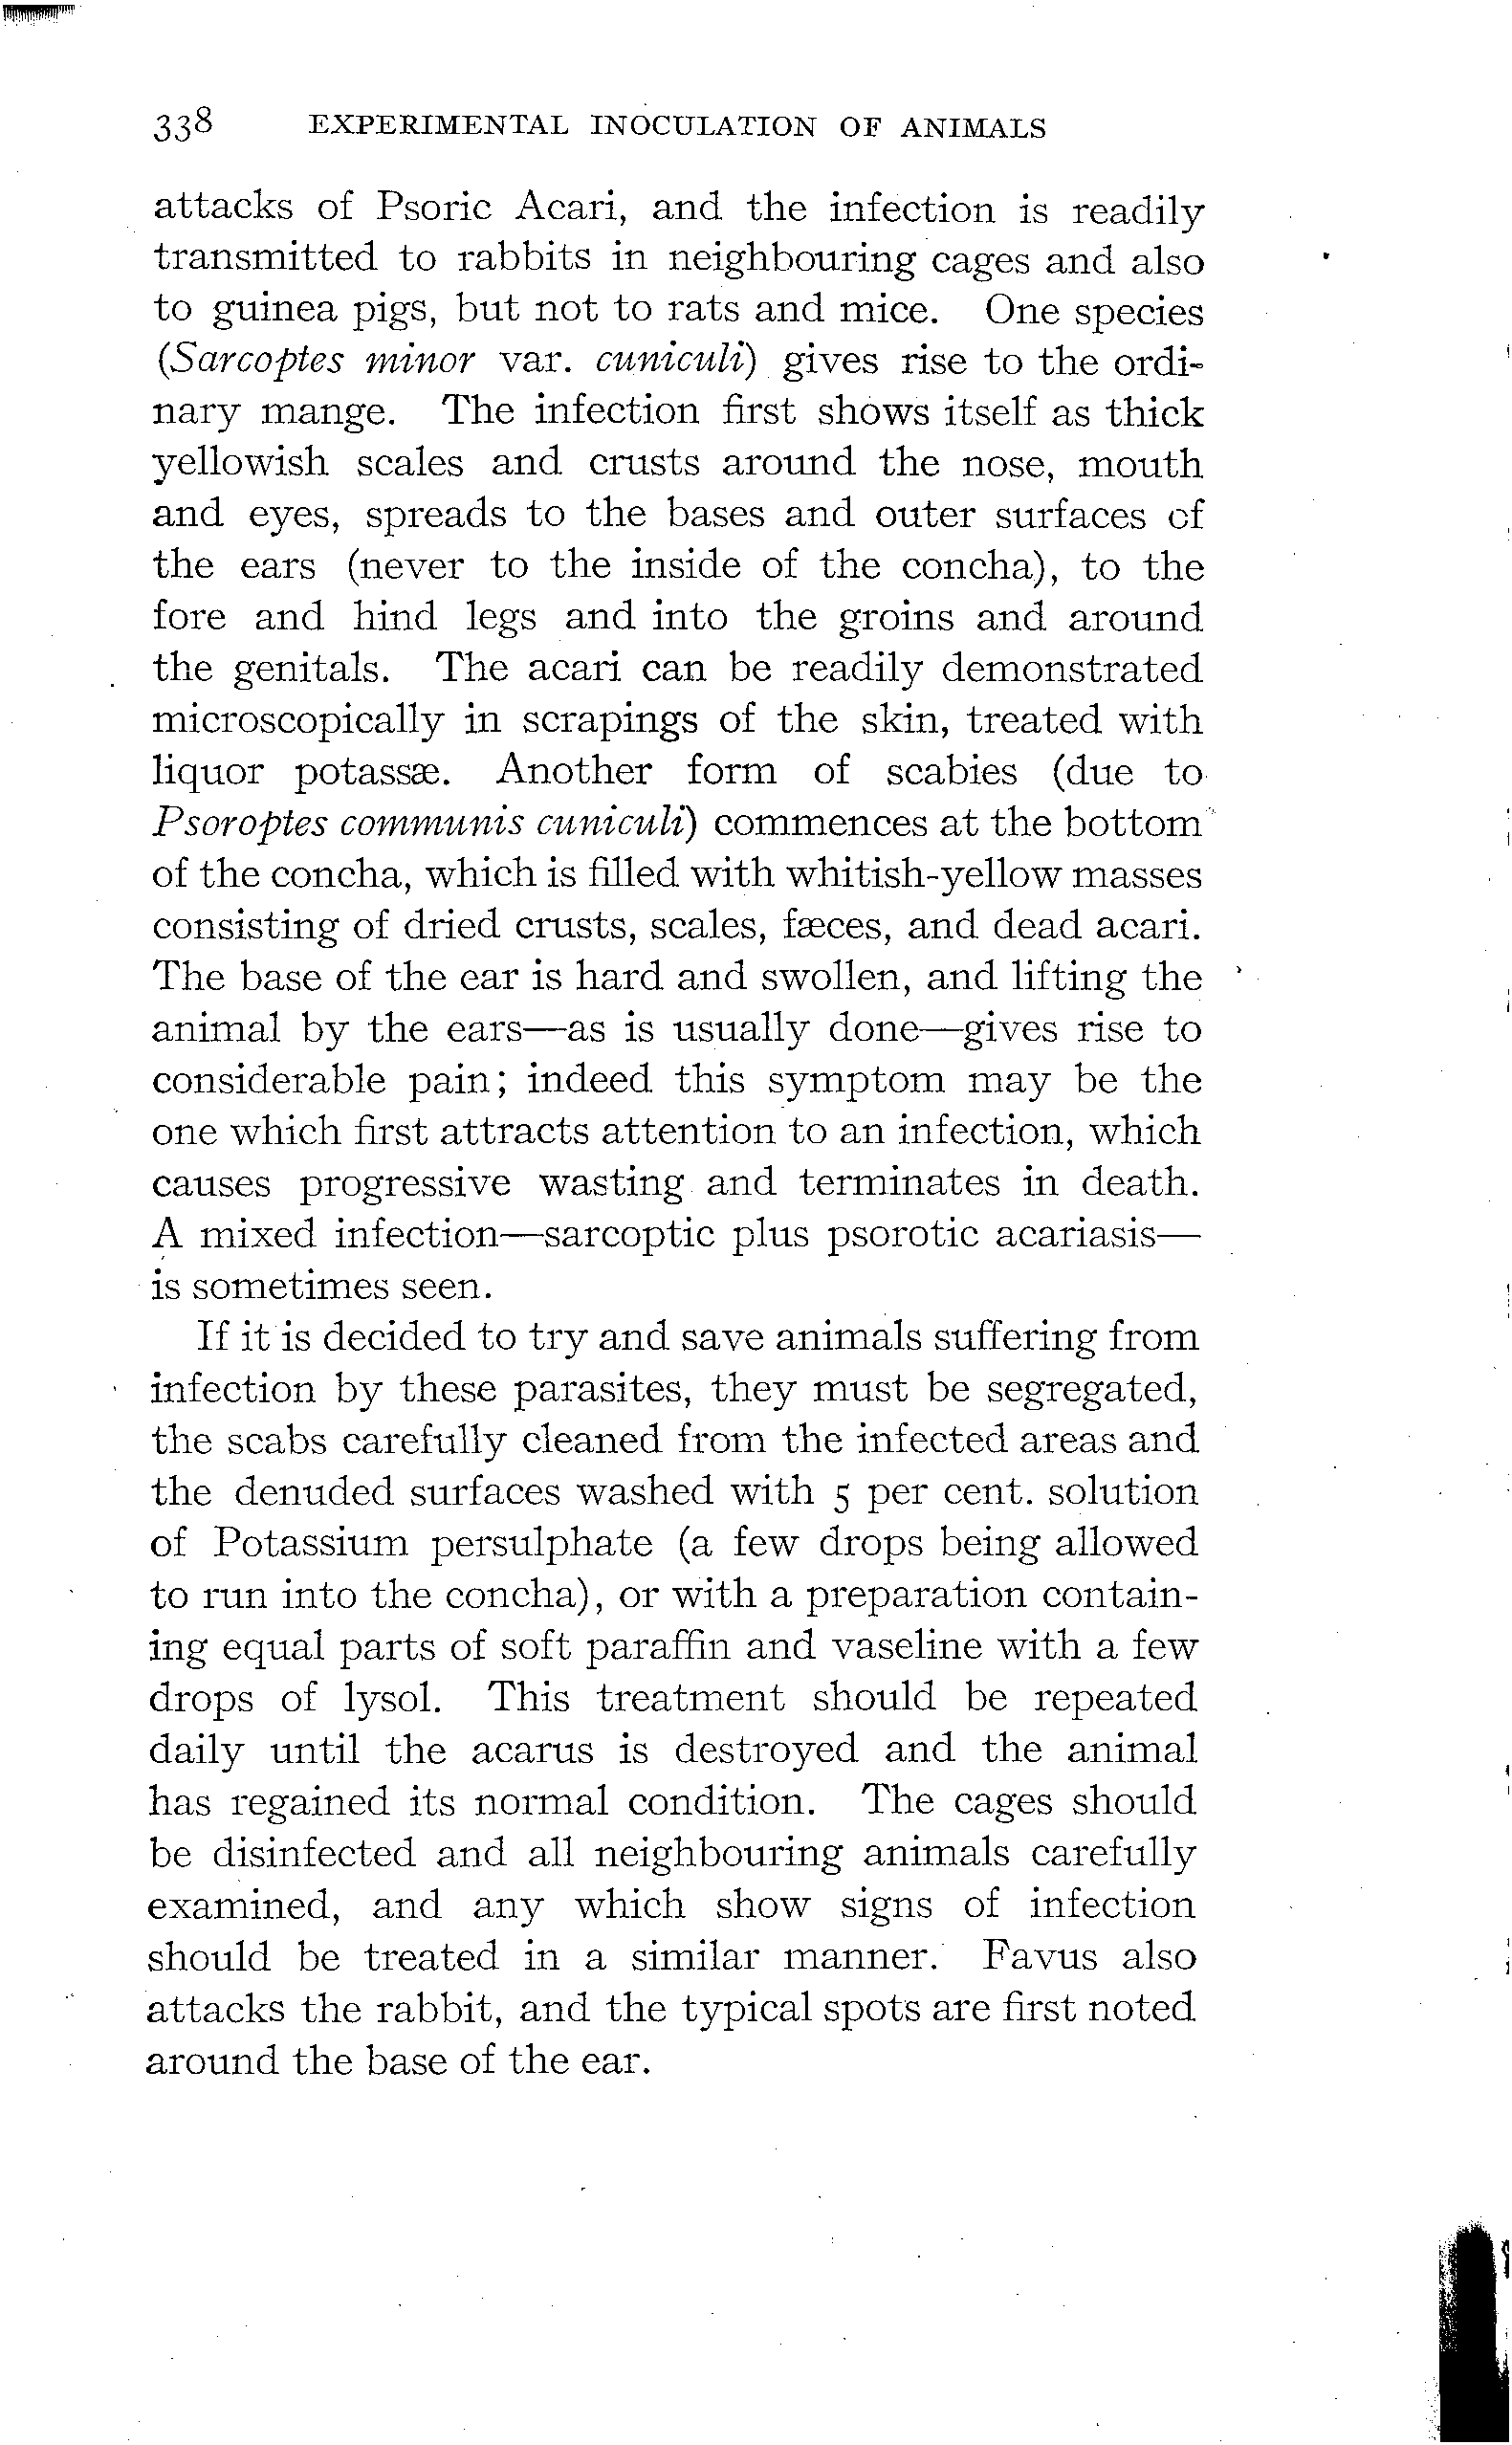 338 EXPERIMENTAL INOCULATION OF ANIMALS
attacks of Psoric Acari, and the infection is readily
transmitted to rabbits in neighbouring cages and also
to guinea pigs, but not to rats and mice. One species
(Sarcoptes minor var. cuniculi) gives rise to the ordi-
nary mange. The infection first shows itself as thick
yellowish scales and crusts around the nose, mouth
and eyes, spreads to the bases and outer surfaces of
the ears (never to the inside of the concha), to the
fore and hind legs and into the groins and around
the genitals. The acari can be readily demonstrated
microscopically in scrapings of the skin, treated with
liquor potassæ. Another form of scabies (due to
Psoroptes communis cuniculi) commences at the bottom
of the concha, which is filled with whitish-yellow masses
consisting of dried crusts, scales, fæces, and dead acari.
The base of the ear is hard and swollen, and lifting the
animal by the ears—as is usually done—gives rise to
considerable pain; indeed this symptom may be the
one which first attracts attention to an infection, which
causes progressive wasting and terminates in death.
A mixed infection—sarcoptic plus psorotic acariasis—
is sometimes seen.
If it is decided to try and save animals suffering from
infection by these parasites, they must be segregated,
the scabs carefully cleaned from the infected areas and
the denuded surfaces washed with 5 per cent. solution
of Potassium persulphate (a few drops being allowed
to run into the concha), or with a preparation contain-
ing equal parts of soft paraffin and vaseline with a few
drops of lysol. This treatment should be repeated
daily until the acarus is destroyed and the animal
has regained its normal condition. The cages should
be disinfected and all neighbouring animals carefully
examined, and any which show signs of infection
should be treated in a similar manner. Favus also
attacks the rabbit, and the typical spots are first noted
around the base of the ear.